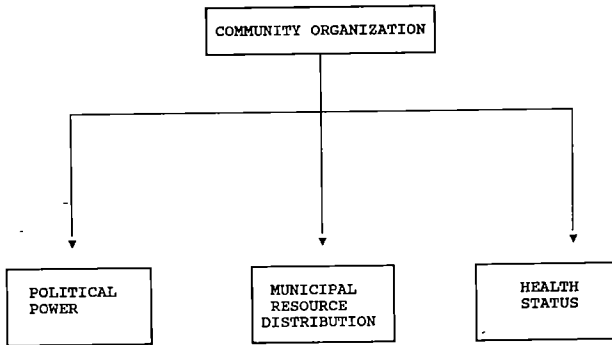 COMMUNITY ORGANIZATION
POLITICAL
POWER
MUNICIPAL
RESOURCE
DISTRIBUTION
HEALTH
STATUS